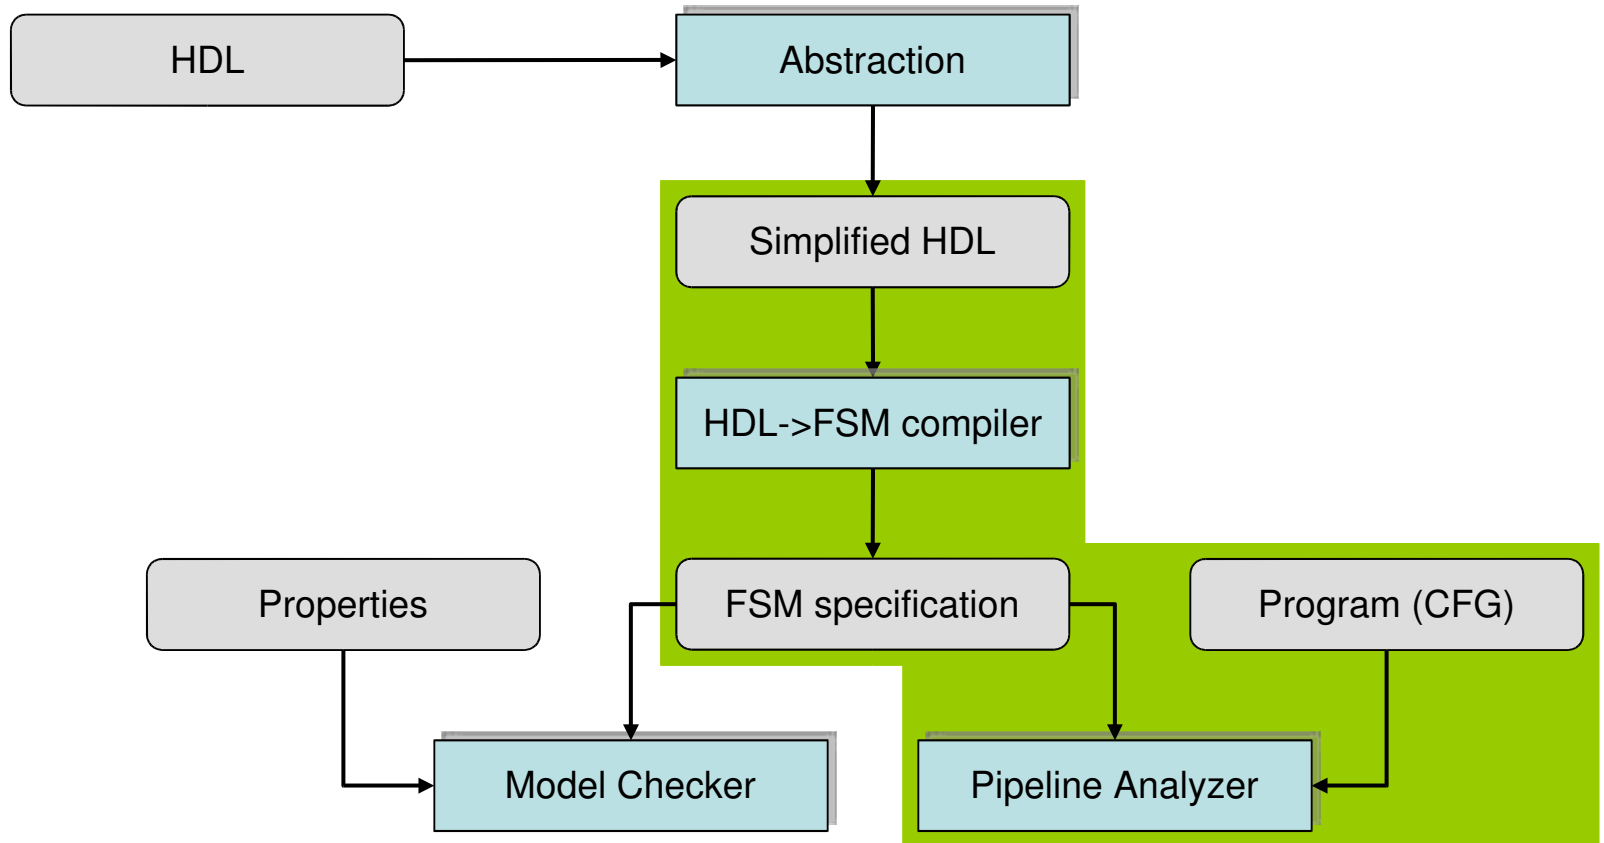 HDL
Abstraction
Simplified HDL
HDL->FSM compiler
Properties
FSM specification
Program (CFG)
Model Checker
Pipeline Analyzer